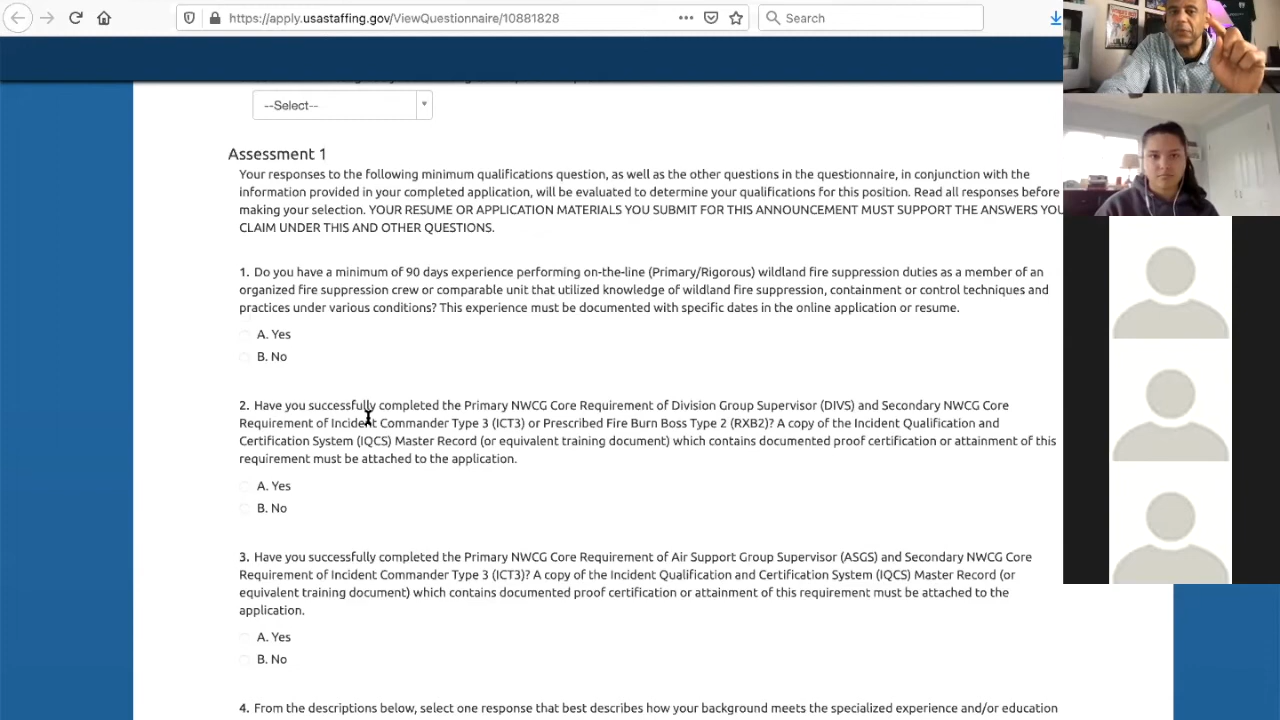 https://apply.usastaffing.gov/ViewQuestionnaire/10881828
Search
--Select--
Assessment 1
Your responses to the following minimum qualifications question, as well as the other questions in the questionnaire, in conjunction with the
information provided in your completed application, will be evaluated to determine your qualifications for this position. Read all responses before
making your selection. YOUR RESUME OR APPLICATION MATERIALS YOU SUBMIT FOR THIS ANNOUNCEMENT MUST SUPPORT THE ANSWERS YOU
CLAIM UNDER THIS AND OTHER QUESTIONS.
1. Do you have a minimum of 90 days experience performing on-the-line (Primary/Rigorous) wildland fire suppression duties as a member of an
organized fire suppression crew or comparable unit that utilized knowledge of wildland fire suppression, containment or control techniques and
practices under various conditions? This experience must be documented with specific dates in the online application or resume.
A. Yes
B. No
2. Have you successfully completed the Primary NWCG Core Requirement of Division Group Supervisor (DIVS) and Secondary NWCG Core
Requirement of Incident Commander Type 3 (ICT3) or Prescribed Fire Burn Boss Type 2 (RXB2)? A copy of the Incident Qualification and
Certification System (IQCS) Master Record (or equivalent training document) which contains documented proof certification or attainment of this
requirement must be attached to the application.
A. Yes
B. No
3. Have you successfully completed the Primary NWCG Core Requirement of Air Support Group Supervisor (ASGS) and Secondary NWCG Core
Requirement of Incident Commander Type 3 (ICT3)? A copy of the Incident Qualification and Certification System (IQCS) Master Record (or
equivalent training document) which contains documented proof certification or attainment of this requirement must be attached to the
application.
A. Yes
B. No
4. From the descriptions below, select one response that best describes how your background meets the specialized experience and/or education